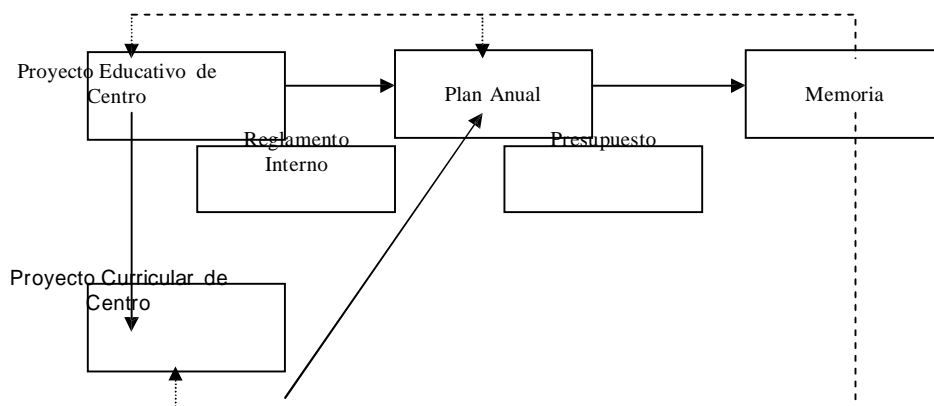 Proyecto Educativo de
Centro
Plan Anual
Memoria
Reglamento
Interno
Presupuesto
Proyecto Curricular de
Centro